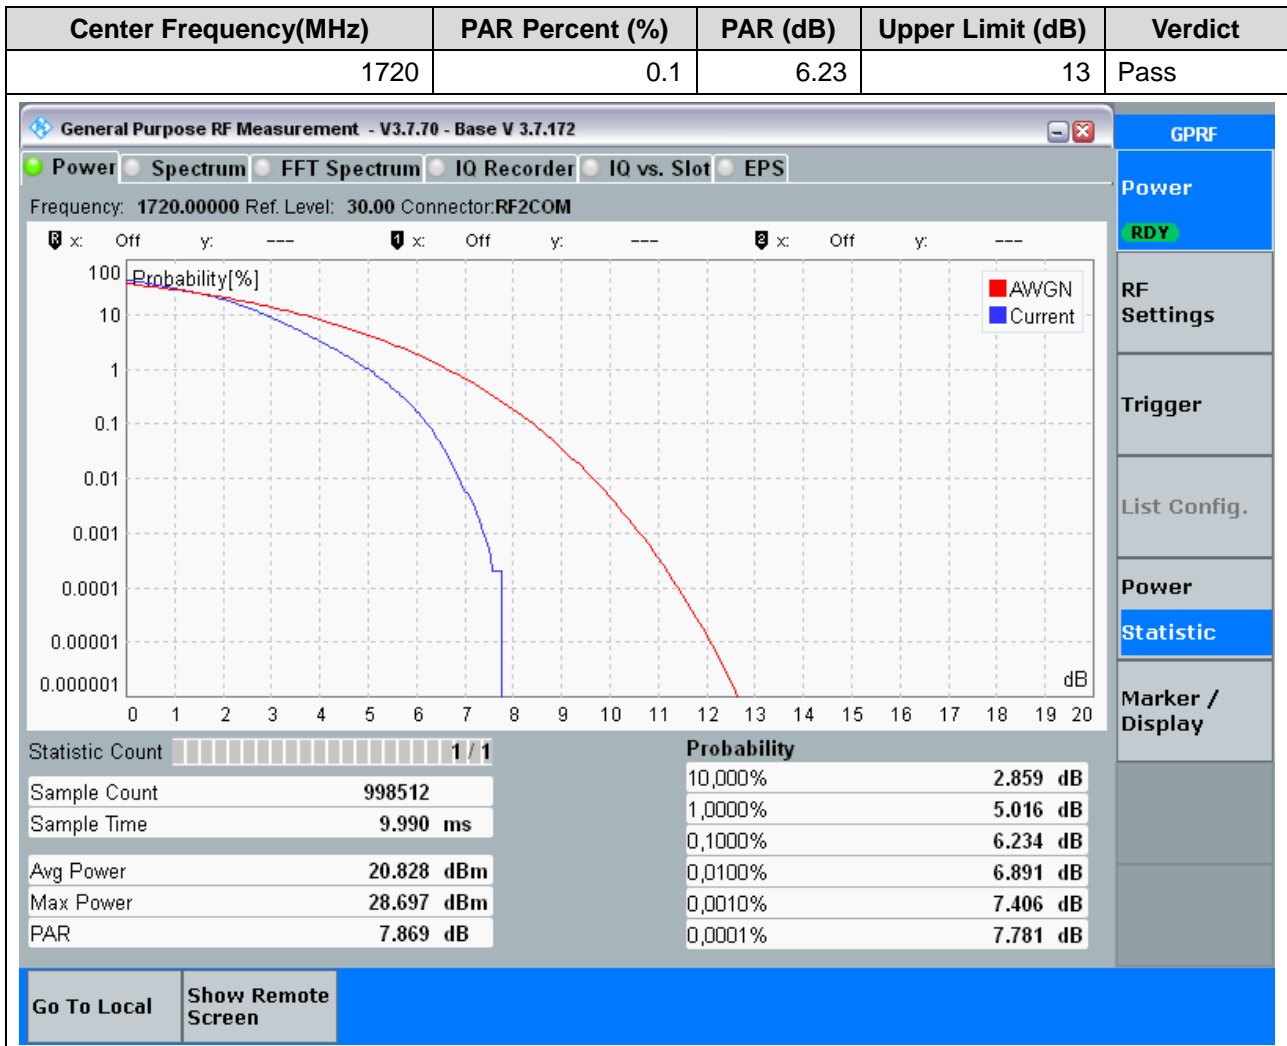 Center Frequency(MHz) PAR Percent (%) PAR (dB) Upper Limit (dB) Verdict
1720 0.1 6.23 13 Pass
General Purpose RF Measurement - V3.7.70 - Base V 3.7.172
GPRF
Power Spectrum FFT Spectrum IQ Recorder IQ vs. Slot EPS
Power
RDY
Frequency: 1720.00000 Ref. Level: 30.00 Connector:RF2COM
R x: Off y: --- 1 x: Off y: --- 2 x: Off y: ---
Probability[%]
AWGN
Current
100
10
1
0.1
0.01
0.001
0.0001
0.00001
0.000001
dB
0 1 2 3 4 5 6 7 8 9 10 11 12 13 14 15 16 17 18 19 20
RF
Settings
Trigger
List Config.
Power
Statistic
Marker /
Display
Statistic Count 1 / 1
Sample Count 998512
Sample Time 9.990 ms
Avg Power 20.828 dBm
Max Power 28.697 dBm
PAR 7.869 dB
Probability
10,000% 2.859 dB
1,0000% 5.016 dB
0,1000% 6.234 dB
0,0100% 6.891 dB
0,0010% 7.406 dB
0,0001% 7.781 dB
Go To Local
Show Remote
Screen